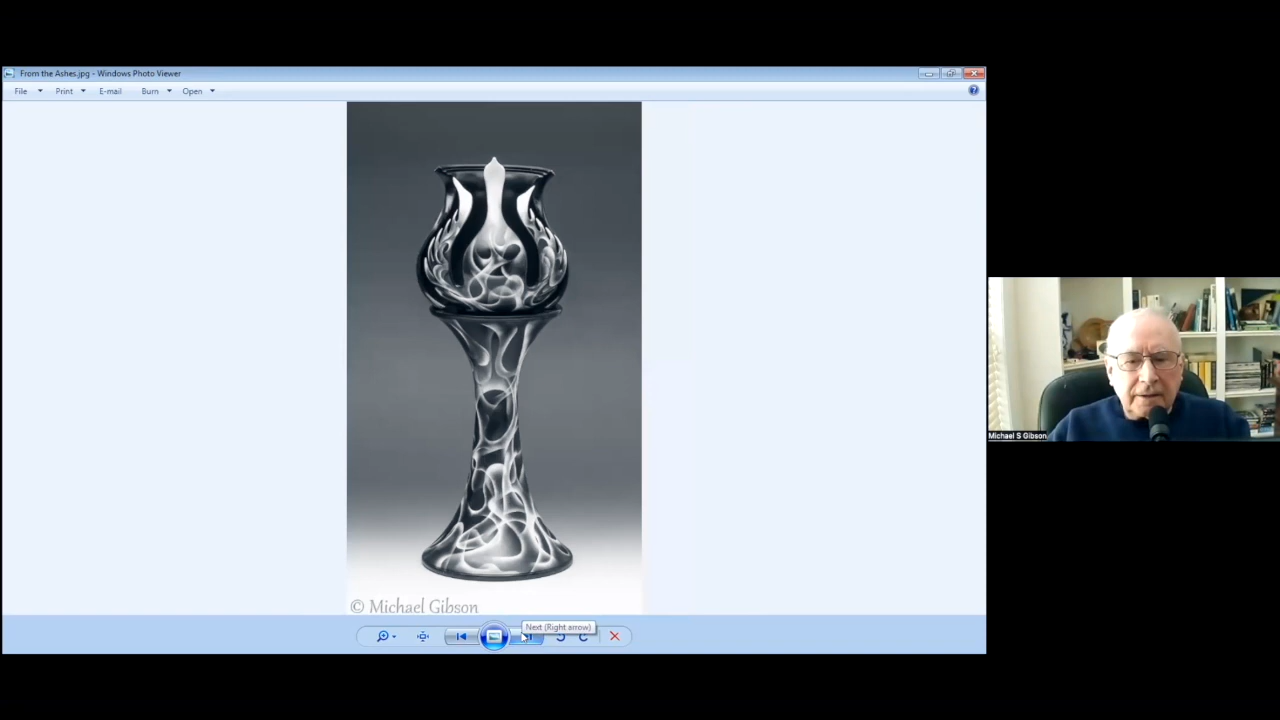 From the Ashes.jpg - Windows Photo Viewer
File Print E-mail Burn Open
© Michael Gibson
Next (Right arrow)
Michael S Gibson